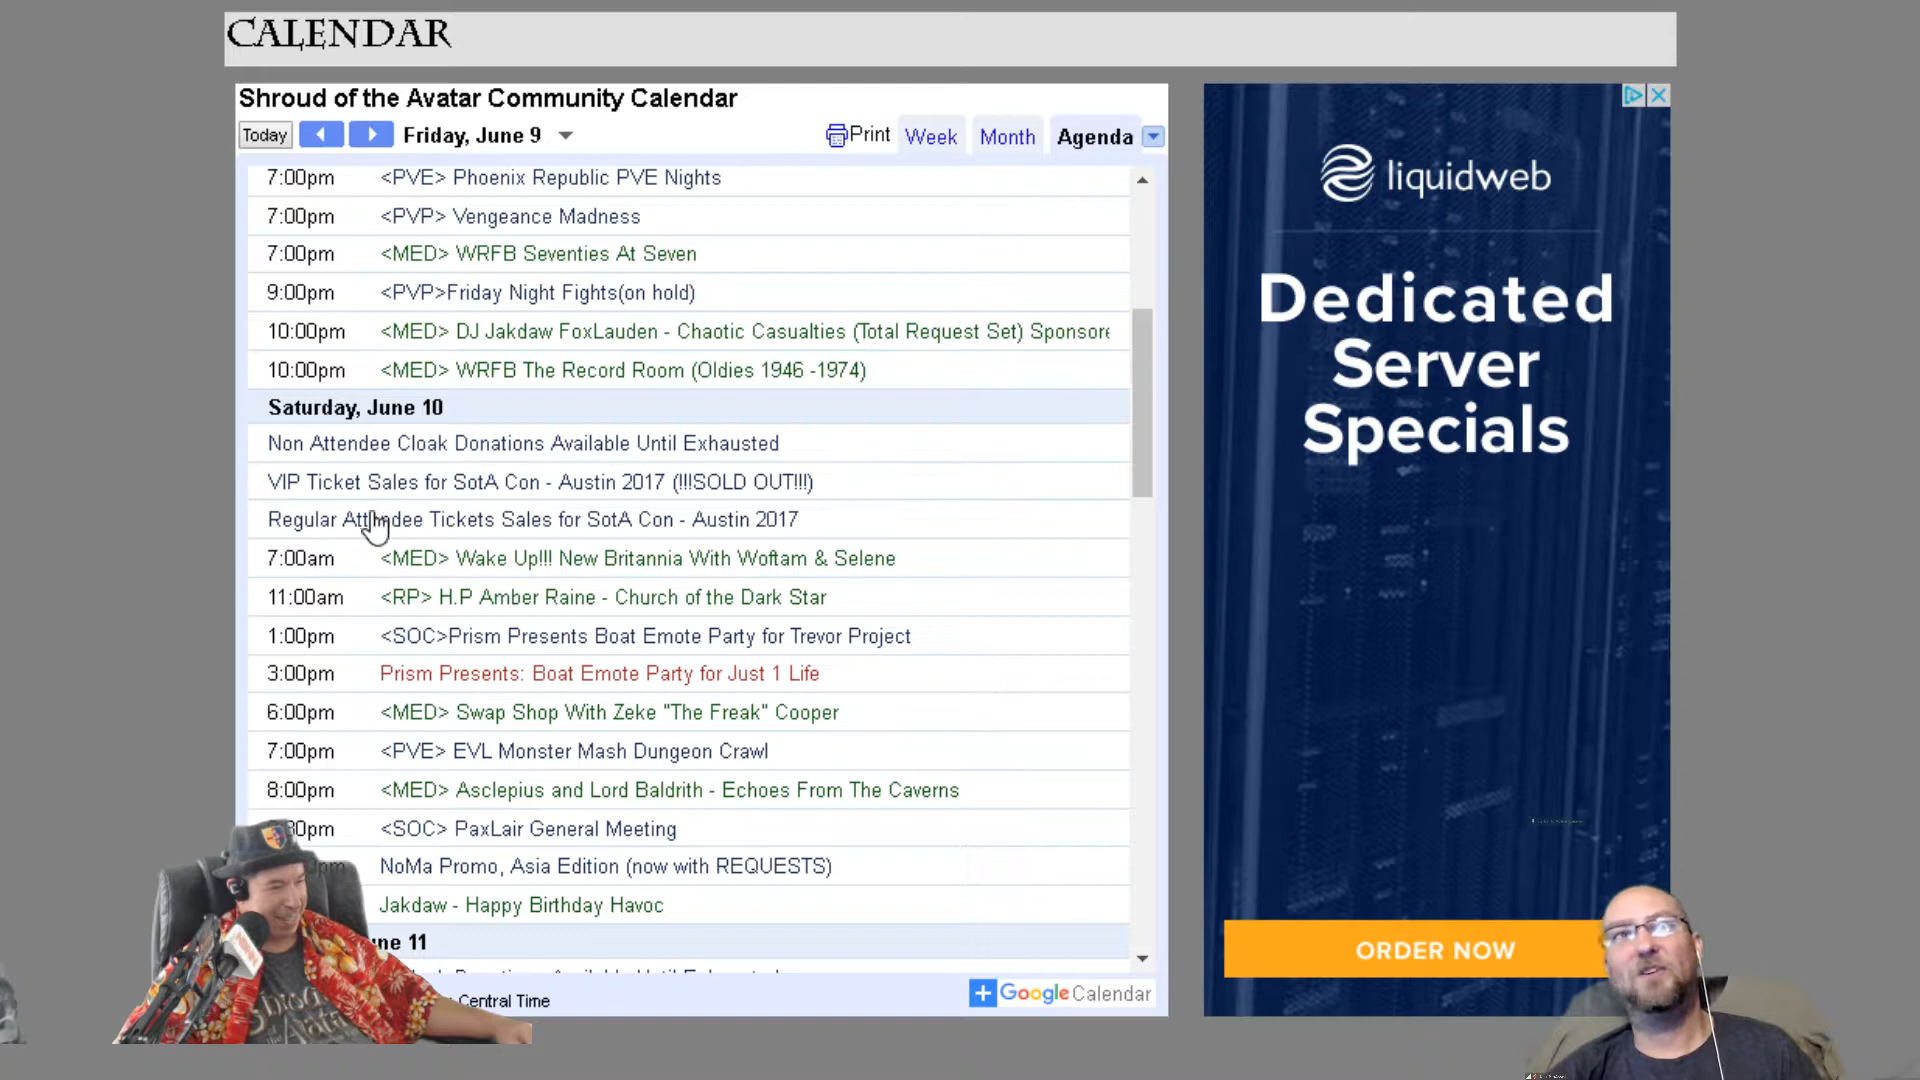 CALENDAR
Shroud of the Avatar Community Calendar
Today Friday, June 9 Print Week Month Agenda
7:00pm <PVE> Phoenix Republic PVE Nights
7:00pm <PVP> Vengeance Madness
7:00pm <MED> WRFB Seventies At Seven
9:00pm <PVP>Friday Night Fights(on hold)
10:00pm <MED> DJ Jakdaw FoxLauden - Chaotic Casualties (Total Request Set) Sponsore
10:00pm <MED> WRFB The Record Room (Oldies 1946 -1974)
Saturday, June 10
Non Attendee Cloak Donations Available Until Exhausted
VIP Ticket Sales for SotA Con - Austin 2017 (!!!SOLD OUT!!!)
Regular Attendee Tickets Sales for SotA Con - Austin 2017
7:00am <MED> Wake Up!!! New Britannia With Woftam & Selene
11:00am <RP> H.P Amber Raine - Church of the Dark Star
1:00pm <SOC>Prism Presents Boat Emote Party for Trevor Project
3:00pm Prism Presents: Boat Emote Party for Just 1 Life
6:00pm <MED> Swap Shop With Zeke "The Freak" Cooper
7:00pm <PVE> EVL Monster Mash Dungeon Crawl
8:00pm <MED> Asclepius and Lord Baldrith - Echoes From The Caverns
30pm <SOC> PaxLair General Meeting
NoMa Promo, Asia Edition (now with REQUESTS)
Jakdaw - Happy Birthday Havoc
ne 11
Central Time
Google Calendar
liquidweb
Dedicated
Server
Specials
ORDER NOW